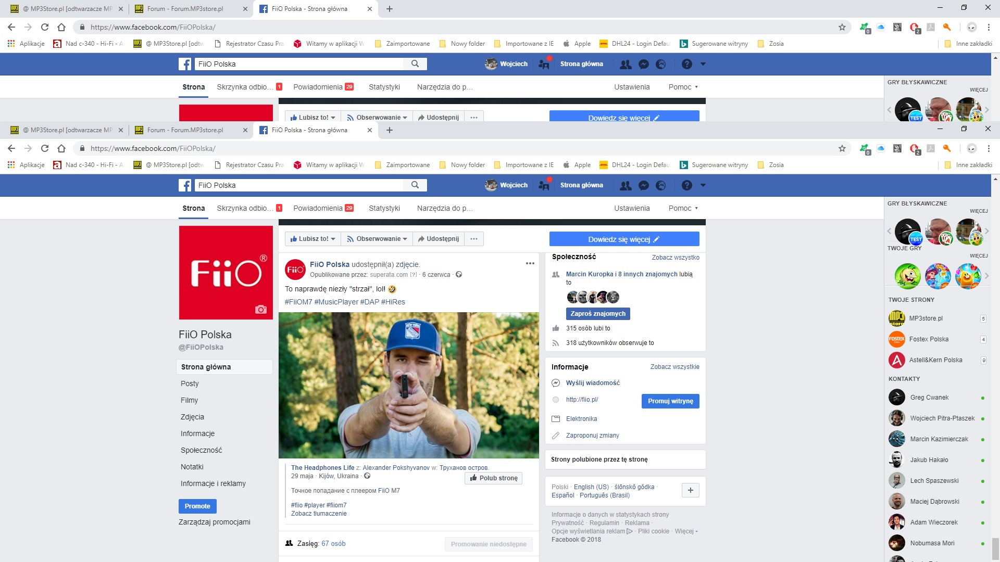 @ MP3Store.pl [odtwarzacze MP
Forum - Forum.MP3store.pl
FiiO Polska - Strona główna
https://www.facebook.com/FiiOPolska/
0
2
Aplikacje
Nad c-340 - Hi-Fi - A
@ MP3Store.pl [odtw
Rejestrator Czasu Pra
Witamy w aplikacji W
Zaimportowane
Nowy folder
Importowane z IE
Apple
DHL24 - Login Defau
Sugerowane witryny
Zosia
Inne zakładki
FiiO Polska
Wojciech
Strona główna
Strona
Skrzynka odbio... 1
Powiadomienia 29
Statystyki
Narzędzia do p...
Ustawienia
Pomoc
GRY BŁYSKAWICZNE
WIĘCEJ
TEST
Lubisz to!
Obserwowanie
Udostępnij
Dowiedz się więcej
@ MP3Store.pl [odtwarzacze MP
Forum - Forum.MP3store.pl
FiiO Polska - Strona główna
https://www.facebook.com/FiiOPolska/
0
2
Aplikacje
Nad c-340 - Hi-Fi - A
@ MP3Store.pl [odtw
Rejestrator Czasu Pra
Witamy w aplikacji W
Zaimportowane
Nowy folder
Importowane z IE
Apple
DHL24 - Login Defau
Sugerowane witryny
Zosia
Inne zakładki
FiiO Polska
Wojciech
Strona główna
Strona
Skrzynka odbio... 1
Powiadomienia 29
Statystyki
Narzędzia do p...
Ustawienia
Pomoc
FiiO®
FiiO Polska
@FiiOPolska
Strona główna
Posty
Filmy
Zdjęcia
Informacje
Społeczność
Notatki
Informacje i reklamy
Promote
Zarządzaj promocjami
Lubisz to!
Obserwowanie
Udostępnij
Dowiedz się więcej
FiiO
FiiO Polska udostępnił(a) zdjęcie.
Opublikowane przez: superata.com [?] · 6 czerwca ·
To naprawdę niezły "strzał", lol! 🤣
#FiiOM7 #MusicPlayer #DAP #HiRes
The Headphones Life z: Alexander Pokshyvanov w: Труханов остров.
29 maja · Kijów, Ukraina ·
Polub stronę
Точное попадание с плеером FiiO M7
#fiio #player #fiiom7
Zobacz tłumaczenie
Zasięg: 67 osób
Promowanie niedostępne
Społeczność
Zobacz wszystko
Marcin Kuropka i 8 innych znajomych lubią
to
Zaproś znajomych
315 osób lubi to
318 użytkowników obserwuje to
Informacje
Zobacz wszystkie
Wyślij wiadomość
http://fiio.pl/
Promuj witrynę
Elektronika
Zaproponuj zmiany
Strony polubione przez tę stronę
Polski · English (US) · ślōnskŏ gŏdka ·
Español · Português (Brasil)
Informacje o danych w statystykach strony
Prywatność · Regulamin · Reklama ·
Opcje wyświetlania reklam · Pliki cookie · Więcej
Facebook © 2018
GRY BŁYSKAWICZNE
WIĘCEJ
TEST
TWOJE GRY
WIĘCEJ
TWOJE STRONY
MP3 store
MP3store.pl
5
FOSTEX
Fostex Polska
4
Astell&Kern Polska
9
KONTAKTY
Greg Cwanek
Wojciech Pitra-Ptaszek
Marcin Kazimierczak
Jakub Hakało
Lech Spaszewski
Maciej Dąbrowski
Adam Wieczorek
Nobumasa Mori